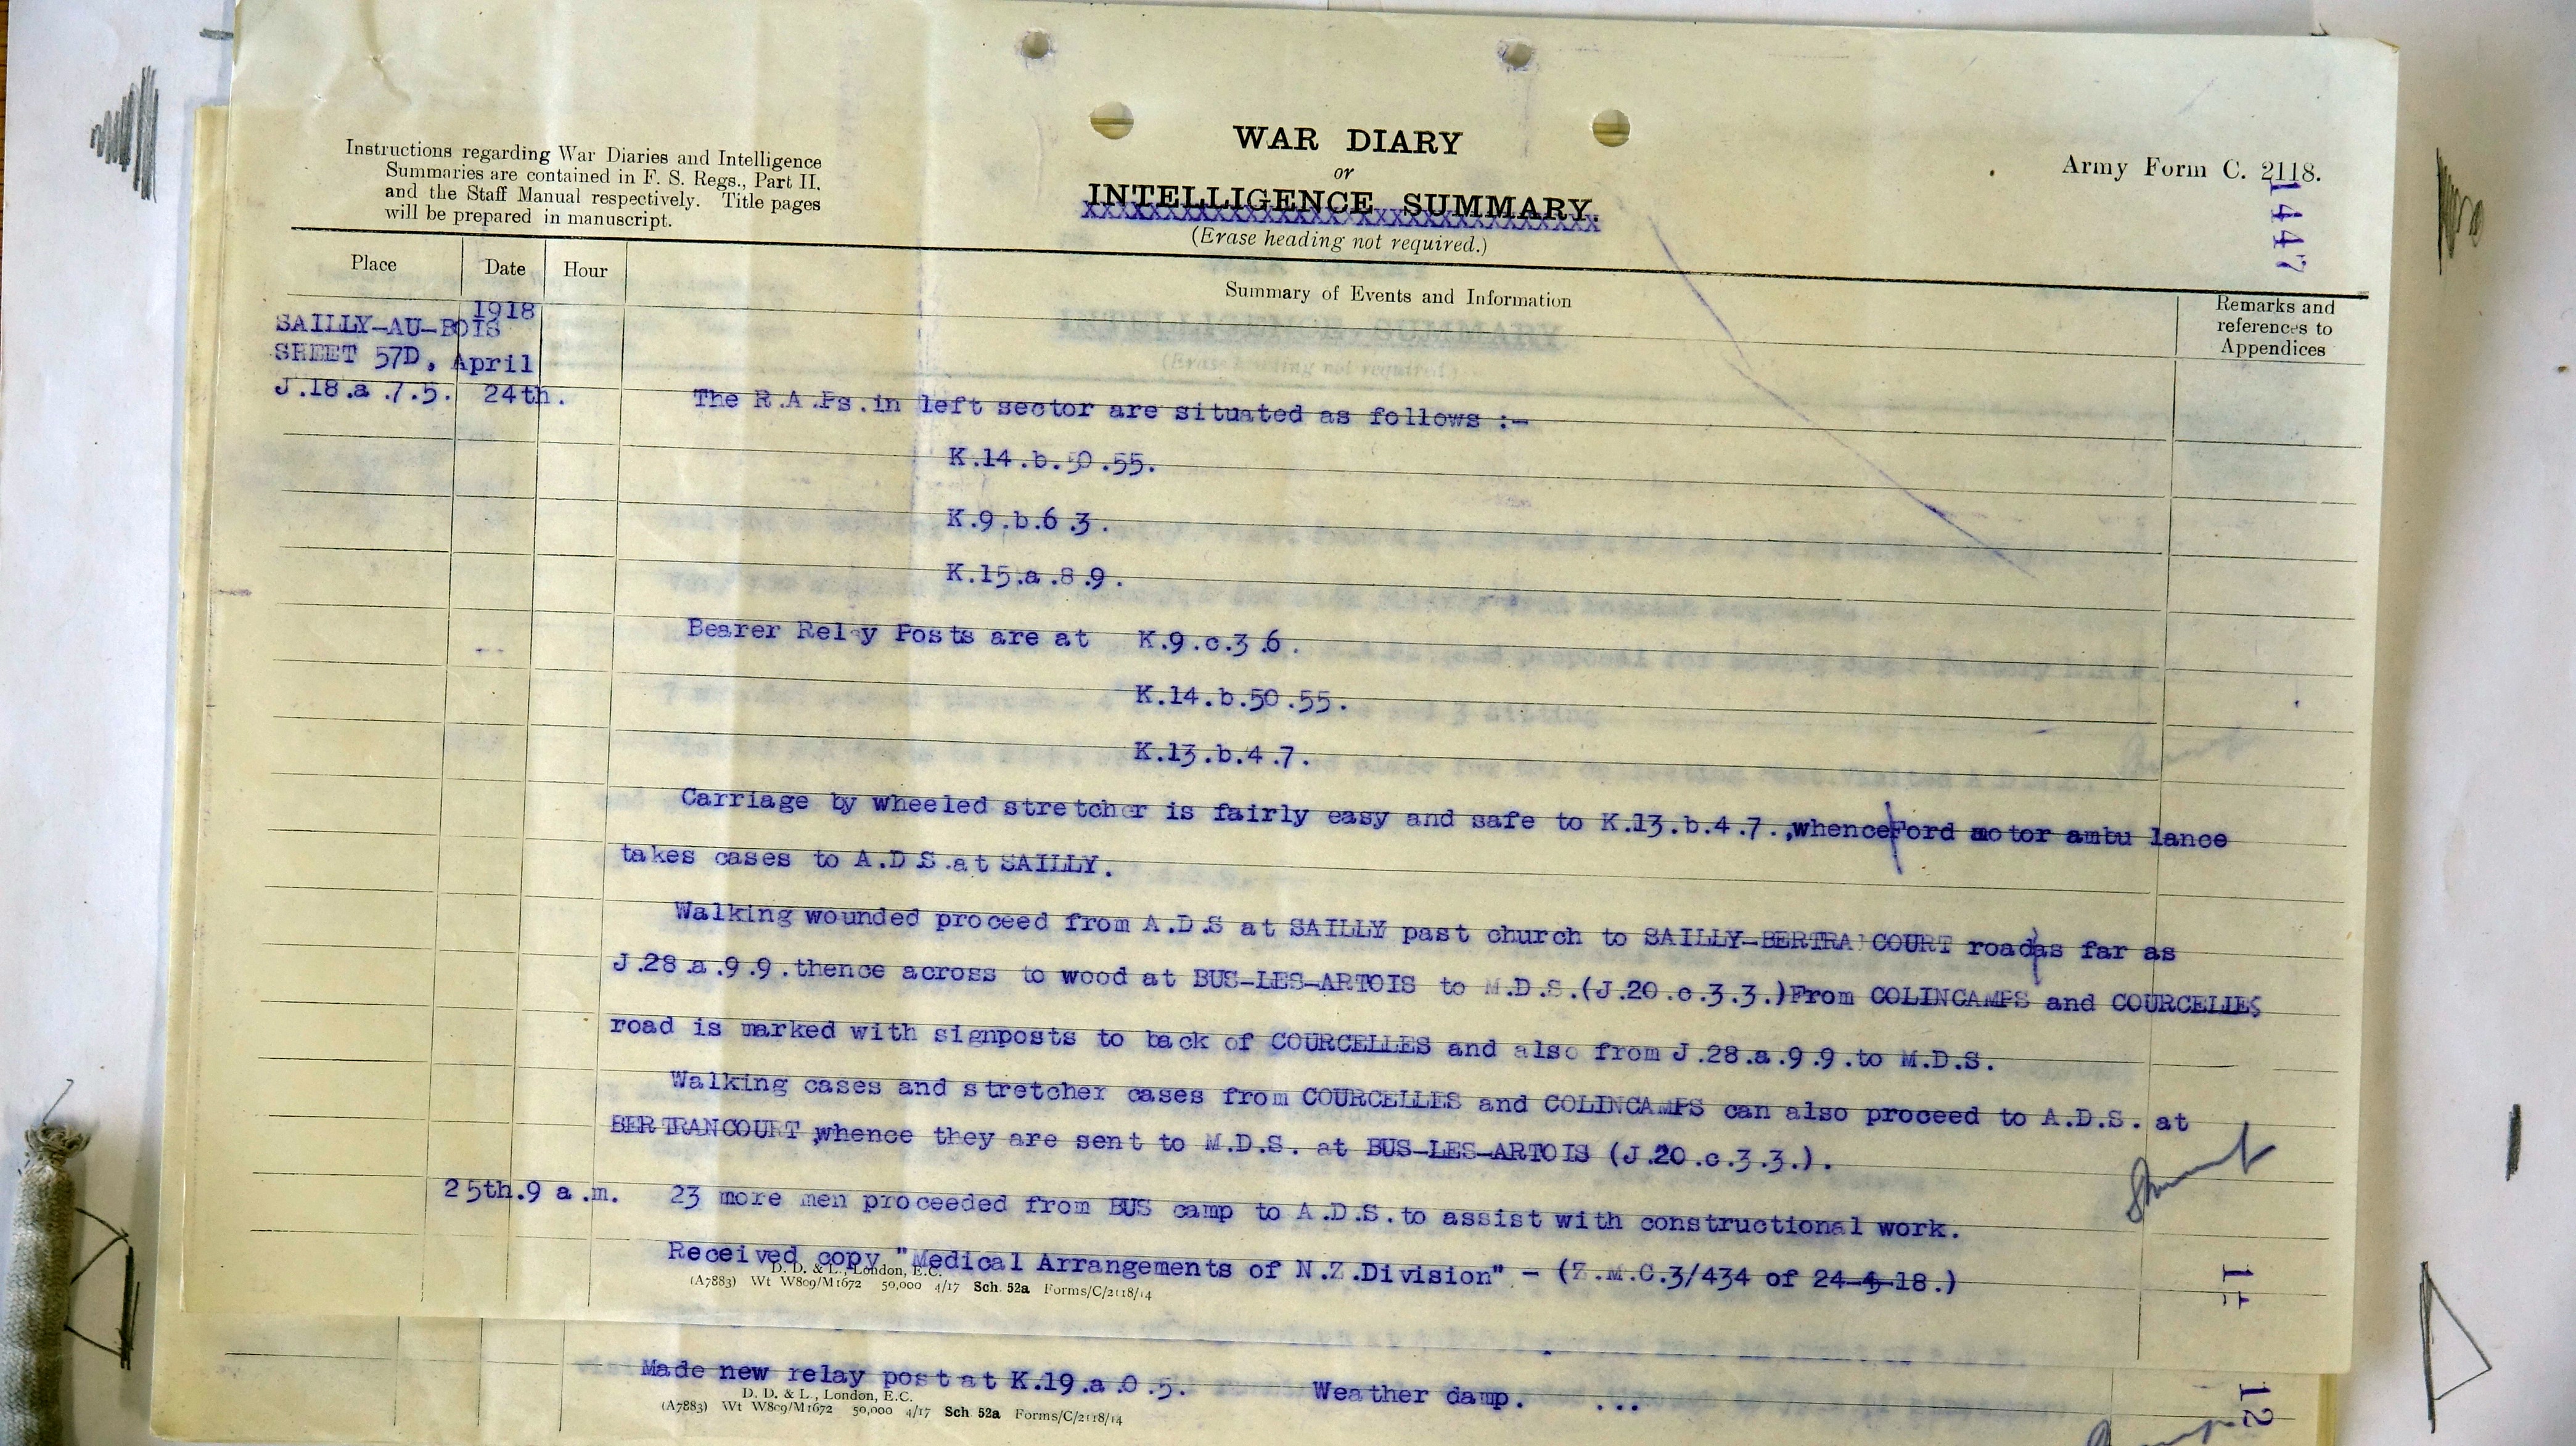 Instructions regarding War Diaries and Intelligence
Summaries are contained in F. S. Regs., Part II.
and the Staff Manual respectively. Title pages
will be prepared in manuscript.
WAR DIARY
or
INTELLIGENCE SUMMARY.
(Erase heading not required.)
Army Form C. 2118.
1447
Place Date Hour
Summary of Events and Information
Remarks and
references to
Appendices
1918
SAILLY-AU-BOIS
SHEET 57D, April
J.18.a.7.5. 24th. The R.A.Ps.in left sector are situated as follows :-
K.14.b.50.55.
K.9.b.6.3.
K.15.a.8.9.
Bearer Relay Posts are at K.9.c.3.6.
K.14.b.50.55.
K.13.b.4.7.
Carriage by wheeled stretcher is fairly easy and safe to K.13.b.4.7.,whence/Ford motor ambu lance
takes cases to A.D.S.at SAILLY.
Walking wounded proceed from A.D.S at SAILLY past church to SAILLY-BERTRANCOURT road/as far as
J.28.a.9.9.thence across to wood at BUS-LES-ARTOIS to M.D.S.(J.20.c.3.3.)From COLINCAMPS and COURCELLES
road is marked with signposts to back of COURCELLES and also from J.28.a.9.9.to M.D.S.
Walking cases and stretcher cases from COURCELLES and COLINCAMPS can also proceed to A.D.S. at
BERTRANCOURT,whence they are sent to M.D.S. at BUS-LES-ARTOIS (J.20.c.3.3.).
25th.9 a.m. 23 more men proceeded from BUS camp to A.D.S.to assist with constructional work.
Received copy "Medical Arrangements of N.Z.Division" - (Z.M.C.3/434 of 24-4-18.)
D. D. & L., London, E.C.
(A7883) Wt W809/M1672 50,000 4/17 Sch. 52a Forms/C/2118/14
11
Made new relay post at K.19.a.0.5. Weather damp. ...
D. D. & L., London, E.C.
(A7883) Wt W809/M1672 50,000 4/17 Sch 52a Forms/C/2118/14
12